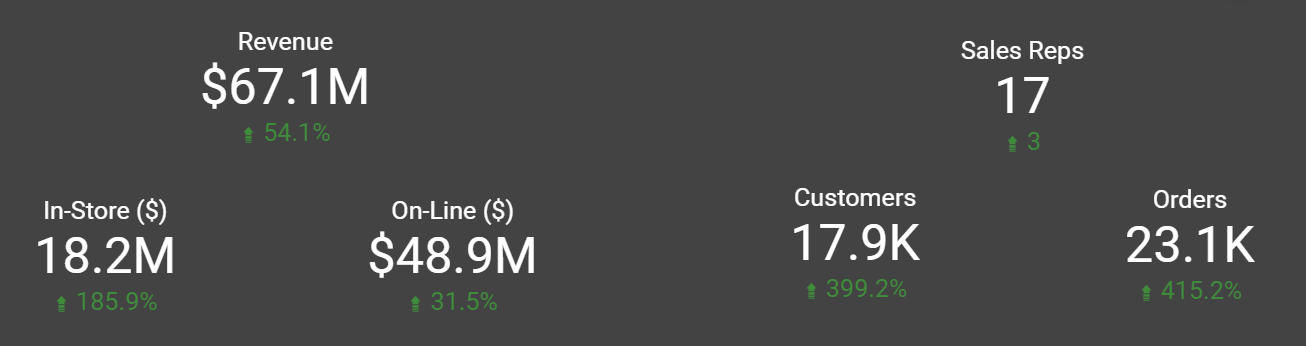 Revenue
$67.1M
54.1%
Sales Reps
17
3
In-Store ($)
18.2M
185.9%
On-Line ($)
$48.9M
31.5%
Customers
17.9K
399.2%
Orders
23.1K
415.2%